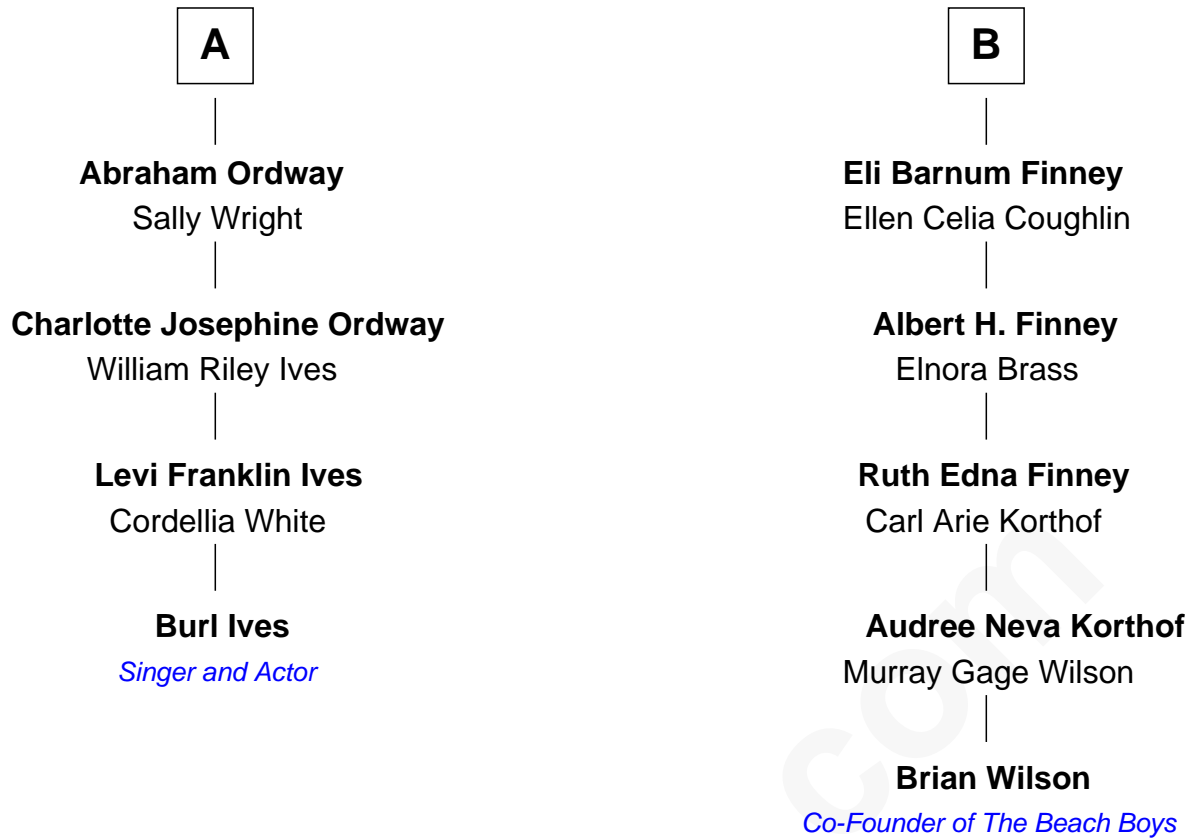 A
Abraham Ordway
Sally Wright
Charlotte Josephine Ordway
William Riley Ives
Levi Franklin Ives
Cordellia White
Burl Ives
Singer and Actor
B
Eli Barnum Finney
Ellen Celia Coughlin
Albert H. Finney
Elnora Brass
Ruth Edna Finney
Carl Arie Korthof
Audree Neva Korthof
Murray Gage Wilson
Brian Wilson
Co-Founder of The Beach Boys
com